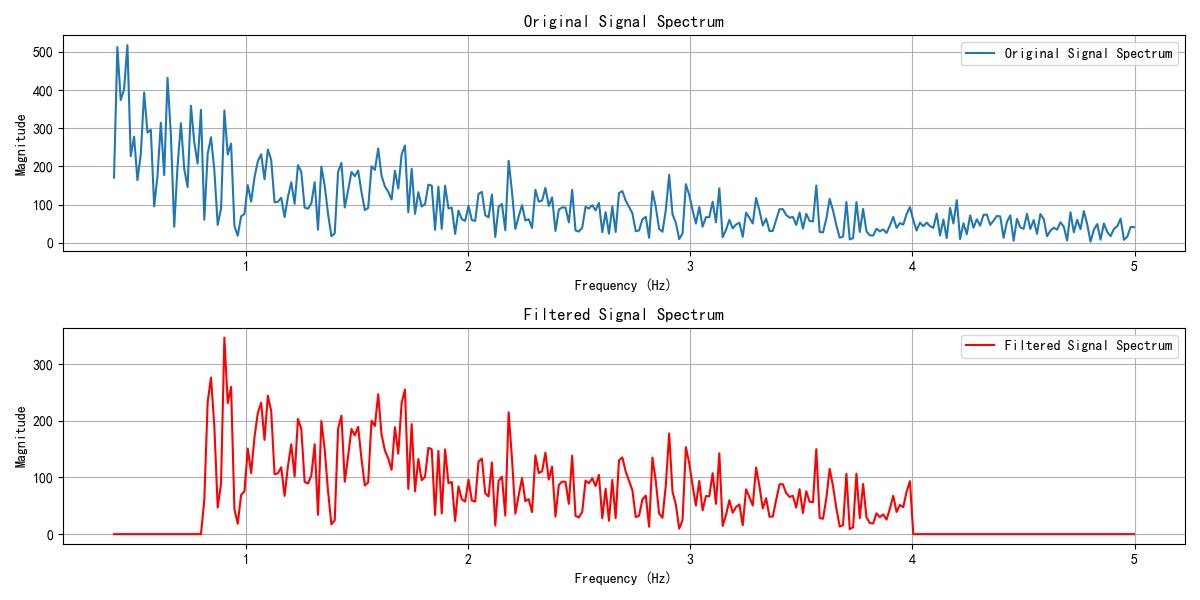 Original Signal Spectrum
Original Signal Spectrum
Magnitude
500
400
300
200
100
0
1
2
3
4
5
Frequency (Hz)
Filtered Signal Spectrum
Filtered Signal Spectrum
Magnitude
300
200
100
0
1
2
3
4
5
Frequency (Hz)